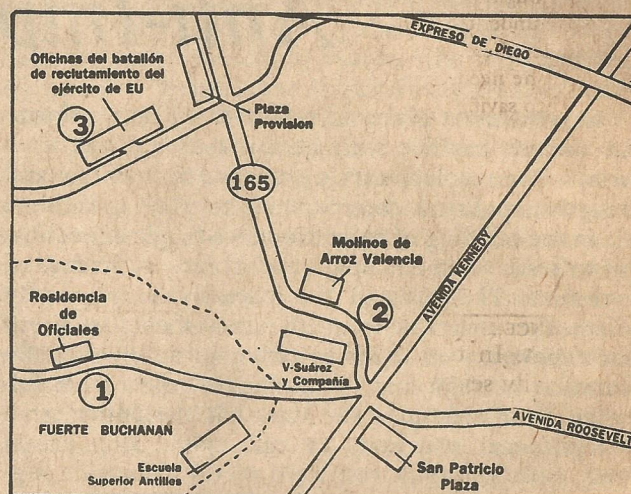 EXPRESO DE DIEGO
Oficinas del batallón
de reclutamiento del
ejército de EU
3
Plaza
Provision
165
Molinos de
Arroz Valencia
AVENIDA KENNEDY
Residencia
de
Oficiales
2
V-Suárez
y Compañía
1
FUERTE BUCHANAN
AVENIDA ROOSEVELT
Escuela
Superior Antilles
San Patricio
Plaza